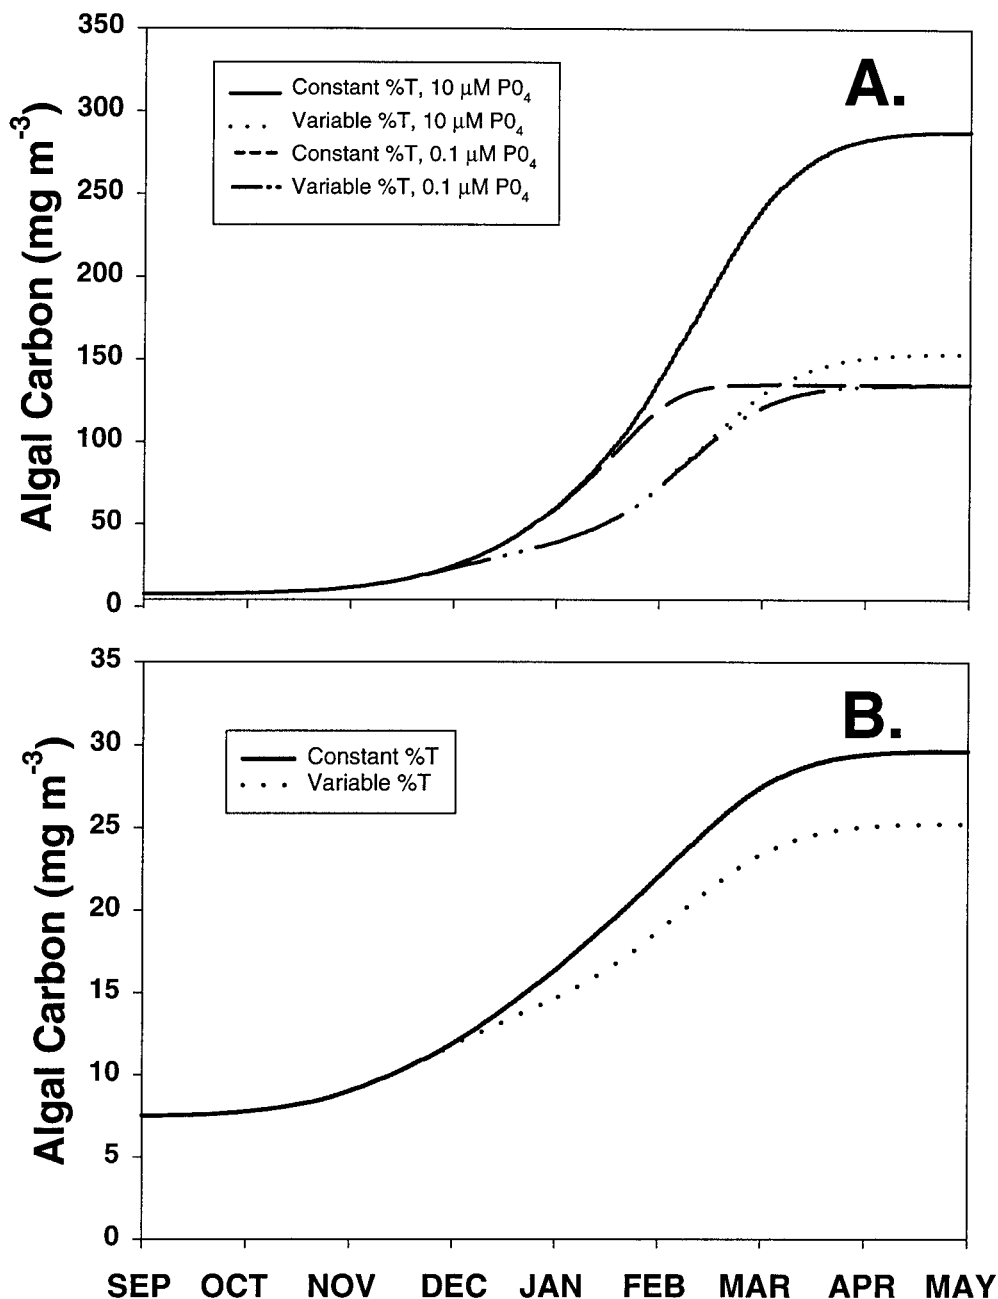 350
300
250
200
150
100
50
0
Algal Carbon (mg m-3)
A.
Constant %T, 10 μM P04
Variable %T, 10 μM P04
Constant %T, 0.1 μM P04
Variable %T, 0.1 μM P04
35
30
25
20
15
10
5
0
Algal Carbon (mg m-3)
B.
Constant %T
Variable %T
SEP OCT NOV DEC JAN FEB MAR APR MAY